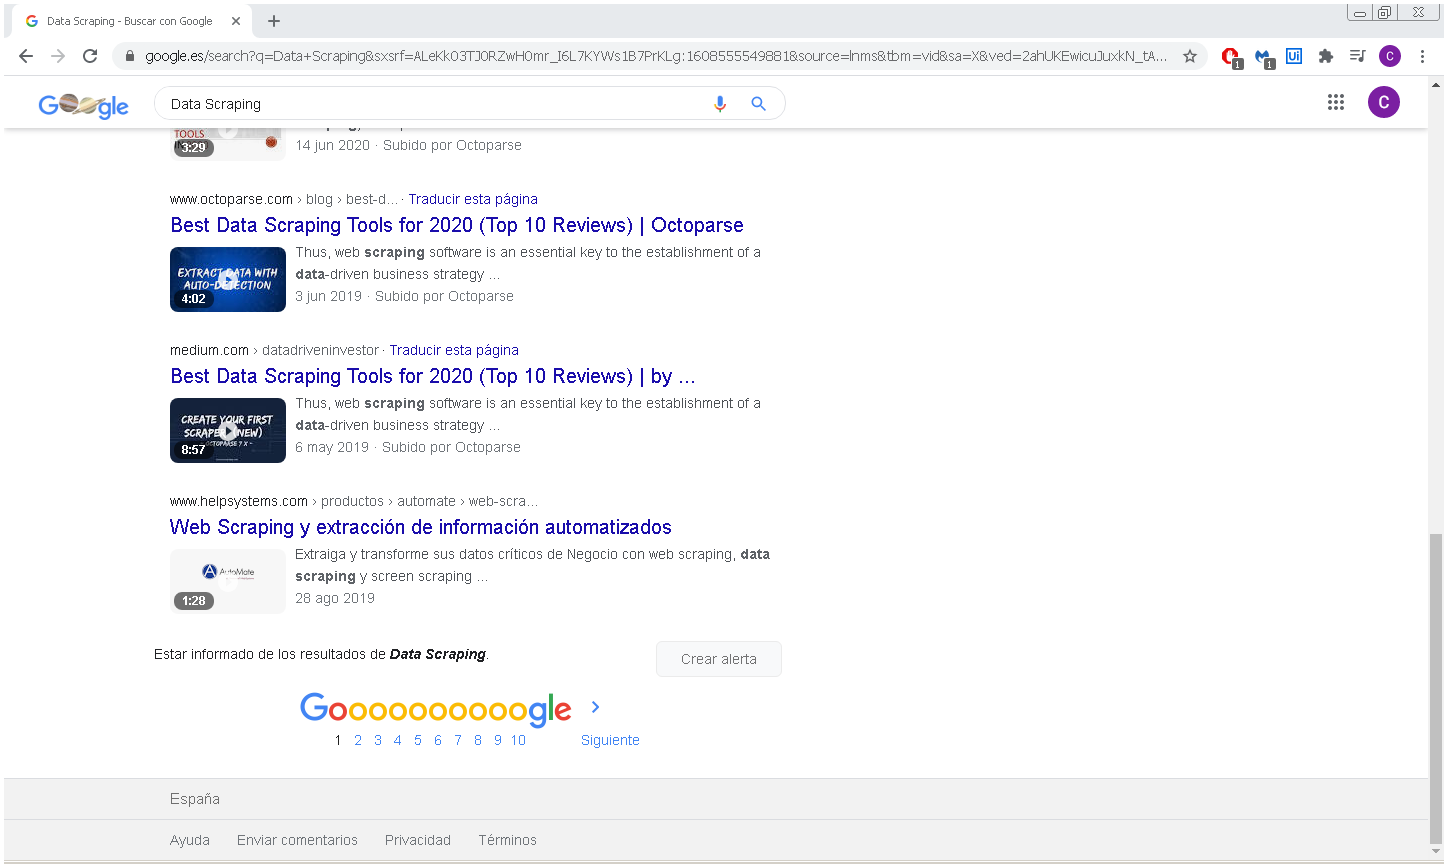 Data Scraping - Buscar con Google
google.es/search?q=Data+Scraping&sxsrf=ALeKk03TJ0RZwH0mr_I6L7KYWs1B7PrKLg:1608555549881&source=lnms&tbm=vid&sa=X&ved=2ahUKEwicuJuxkN_tA...
1
1
Ui
C
Google
Data Scraping
C
TOOLS
3:29
14 jun 2020 · Subido por Octoparse
www.octoparse.com › blog › best-d... · Traducir esta página
Best Data Scraping Tools for 2020 (Top 10 Reviews) | Octoparse
EXTRACT DATA WITH
AUTO-DETECTION
4:02
Thus, web scraping software is an essential key to the establishment of a
data-driven business strategy ...
3 jun 2019 · Subido por Octoparse
medium.com › datadriveninvestor · Traducir esta página
Best Data Scraping Tools for 2020 (Top 10 Reviews) | by ...
CREATE YOUR FIRST
SCRAPER (NEW)
8:57
Thus, web scraping software is an essential key to the establishment of a
data-driven business strategy ...
6 may 2019 · Subido por Octoparse
www.helpsystems.com › productos › automate › web-scra...
Web Scraping y extracción de información automatizados
AutoMate
1:28
Extraiga y transforme sus datos críticos de Negocio con web scraping, data
scraping y screen scraping ...
28 ago 2019
Estar informado de los resultados de Data Scraping.
Crear alerta
Goooooooooogle
1 2 3 4 5 6 7 8 9 10 Siguiente
España
Ayuda Enviar comentarios Privacidad Términos